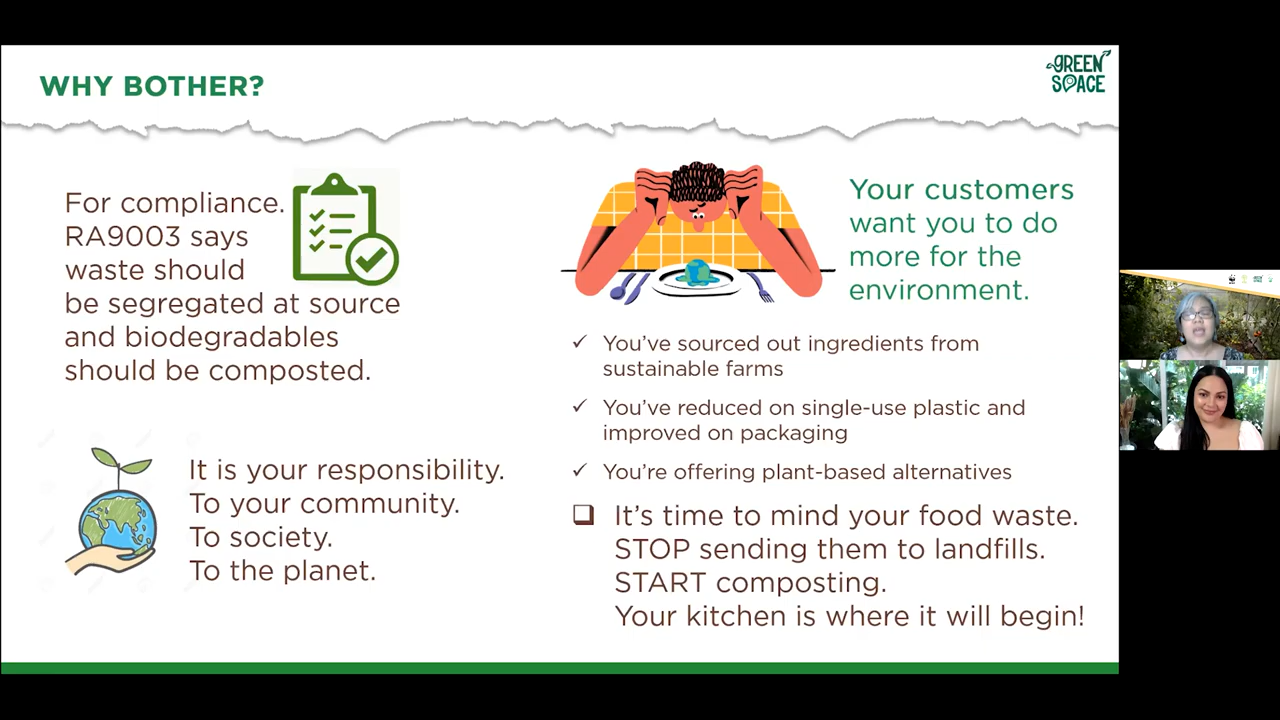 WHY BOTHER?
GREEN
SPACE
For compliance.
RA9003 says
waste should
be segregated at source
and biodegradables
should be composted.
It is your responsibility.
To your community.
To society.
To the planet.
Your customers
want you to do
more for the
environment.
✓ You've sourced out ingredients from
sustainable farms
✓ You've reduced on single-use plastic and
improved on packaging
✓ You're offering plant-based alternatives
❑ It's time to mind your food waste.
STOP sending them to landfills.
START composting.
Your kitchen is where it will begin!